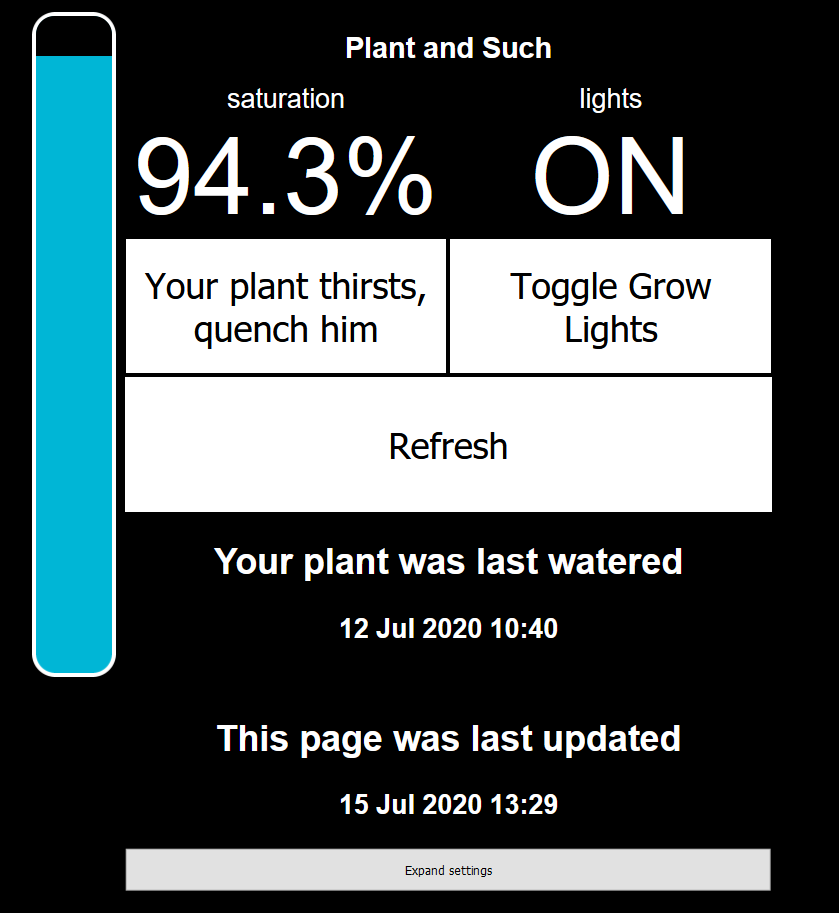 Plant and Such
saturation
lights
94.3%
ON
Your plant thirsts,
quench him
Toggle Grow
Lights
Refresh
Your plant was last watered
12 Jul 2020 10:40
This page was last updated
15 Jul 2020 13:29
Expand settings